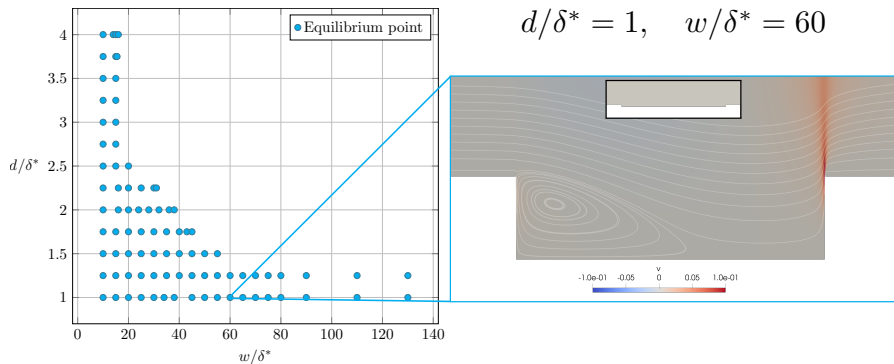 d/δ* = 1, w/δ* = 60
Equilibrium point
4
3.5
3
2.5
d/δ*
2
1.5
1
0 20 40 60 80 100 120 140
w/δ*
v
-1.0e-01 -0.05 0 0.05 1.0e-01